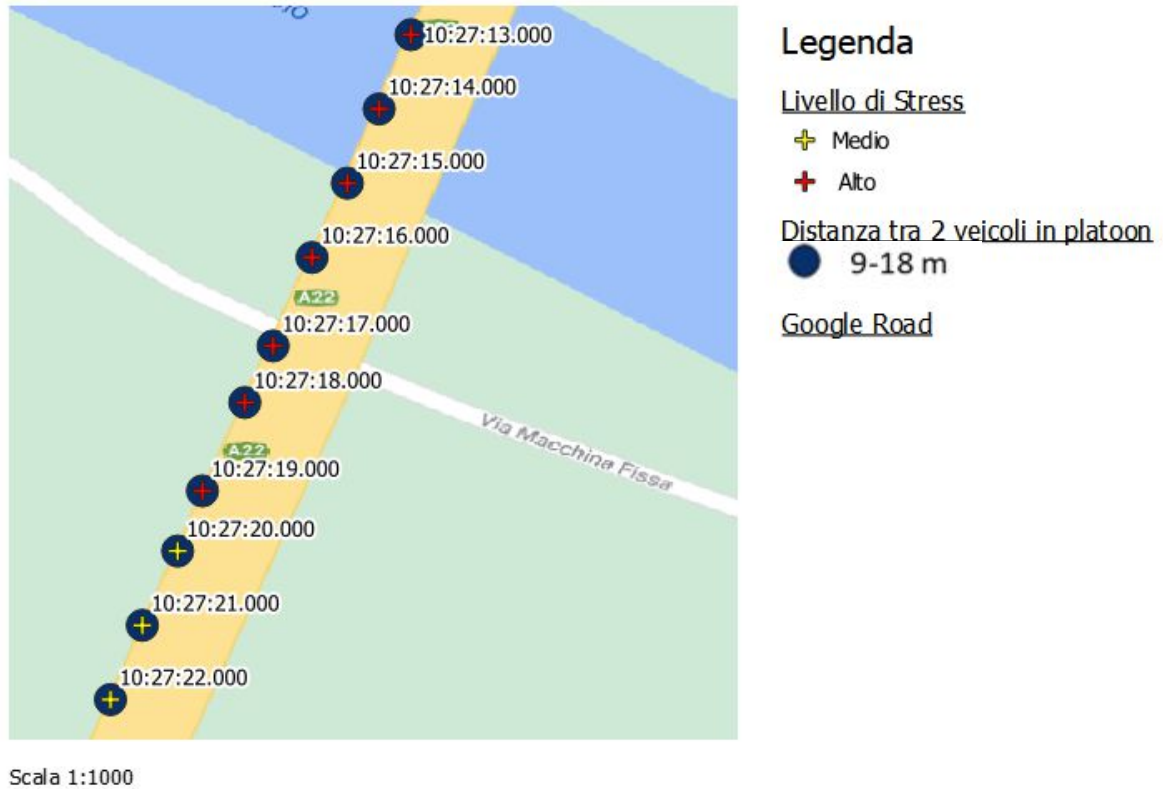 10:27:13.000
10:27:14.000
10:27:15.000
10:27:16.000
A22
10:27:17.000
10:27:18.000
Via Macchina Fissa
A22
10:27:19.000
10:27:20.000
10:27:21.000
10:27:22.000
Scala 1:1000
Legenda
Livello di Stress
Medio
Alto
Distanza tra 2 veicoli in platoon
9-18 m
Google Road